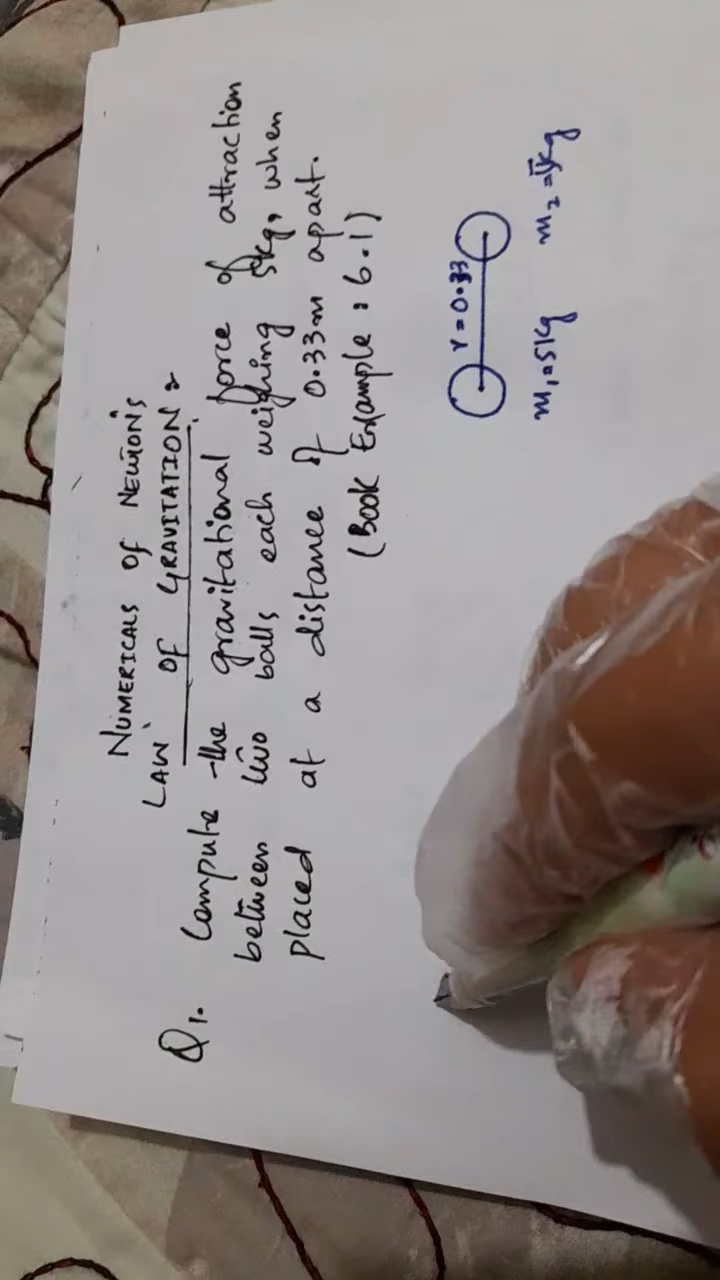 NUMERICALS OF NEWTON'S
LAW OF GRAVITATION:
Q1. Compute the gravitational force of attraction
between two balls each weighing 5kg, when
placed at a distance of 0.33m apart.
(Book Example: 6.1)
r=0.33
m₁=5kg m₂=5kg